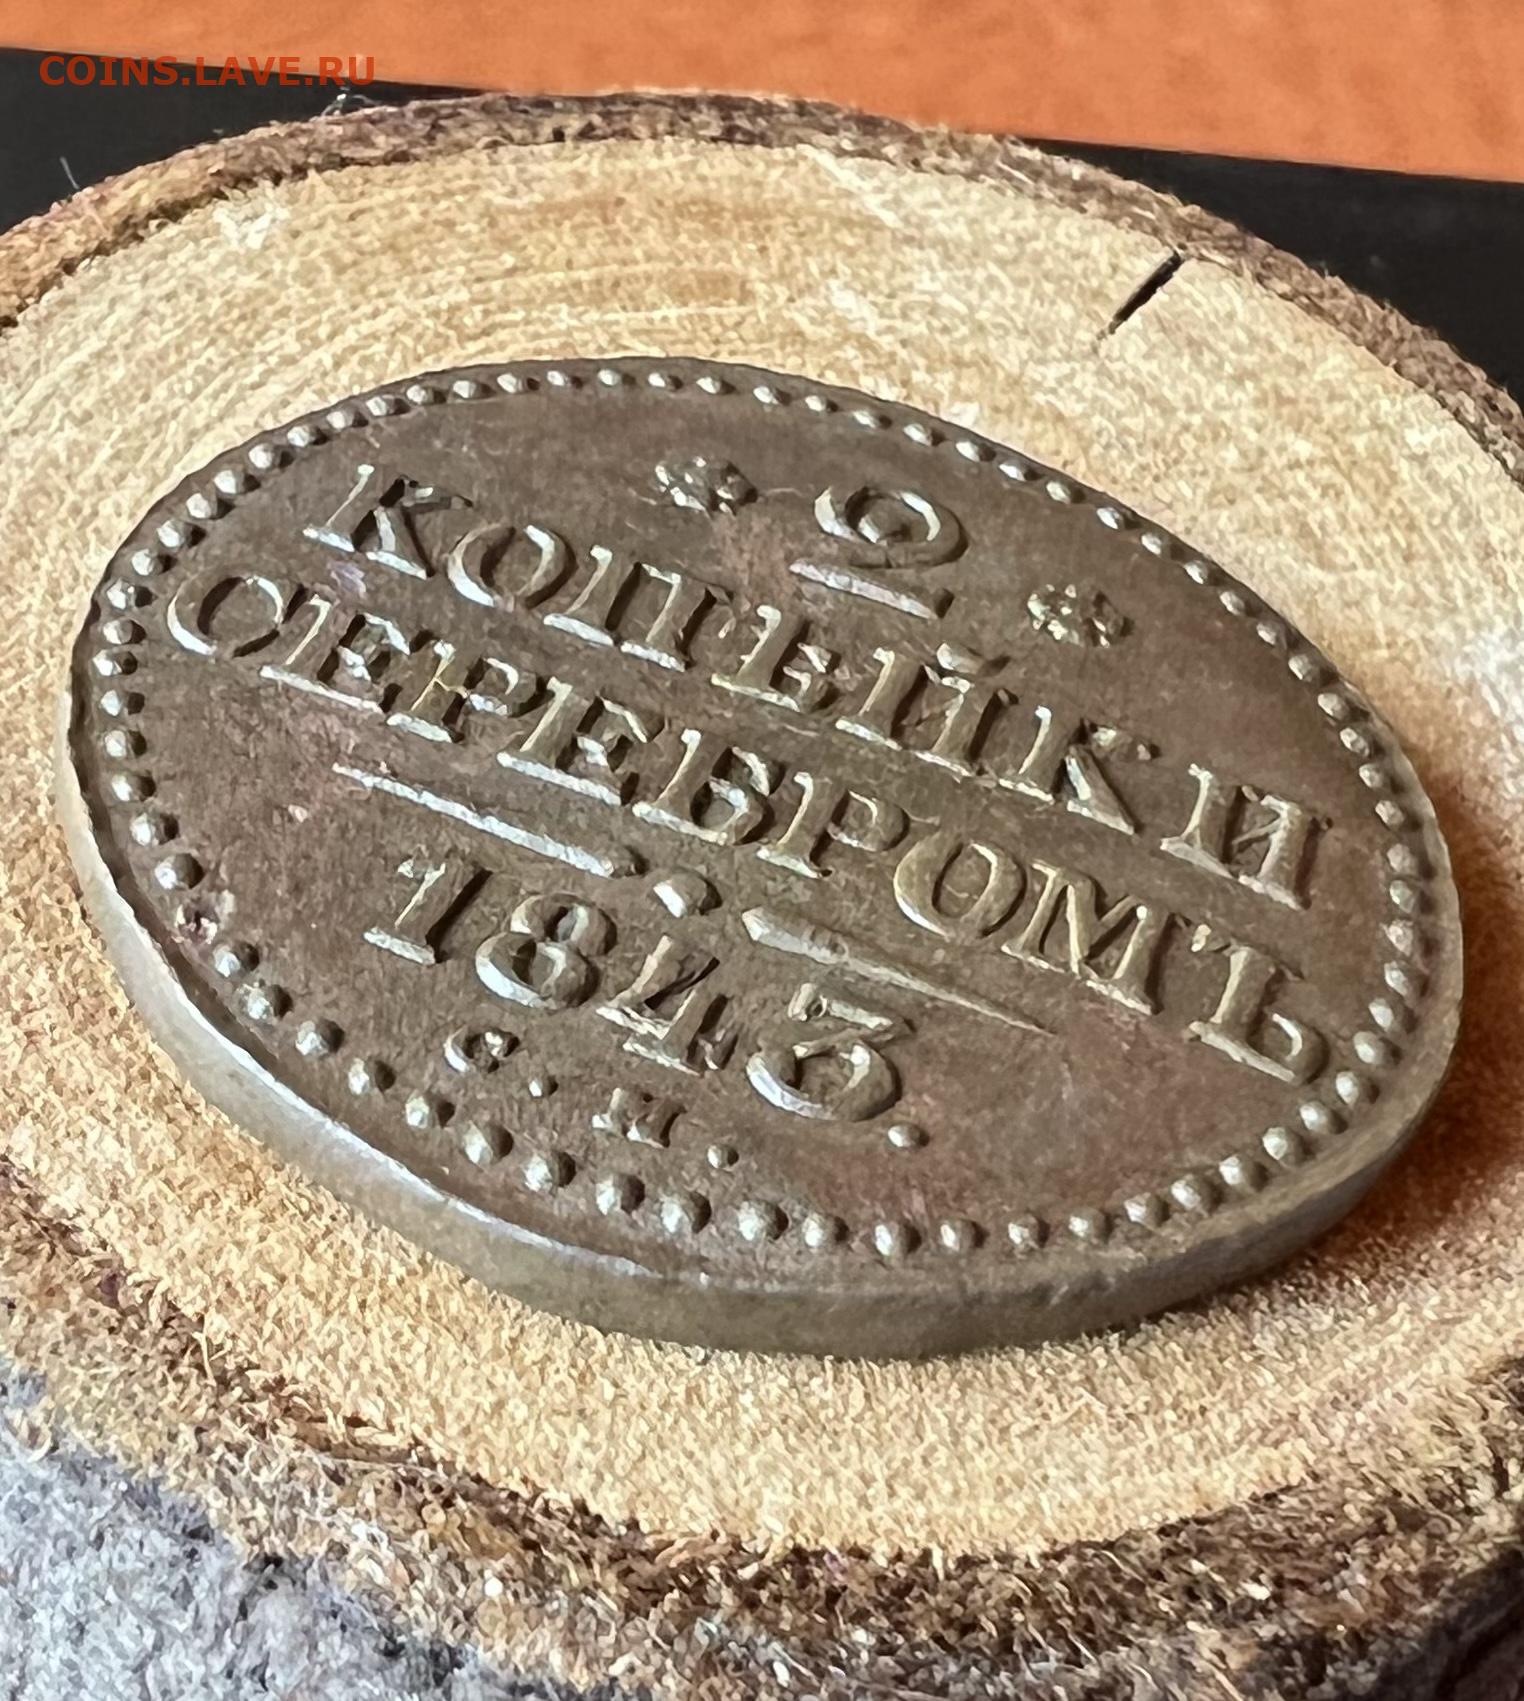 COINS.LAVE.RU
2
КОПѢЙКИ
СЕРЕБРОМЪ
1843.
С. М.